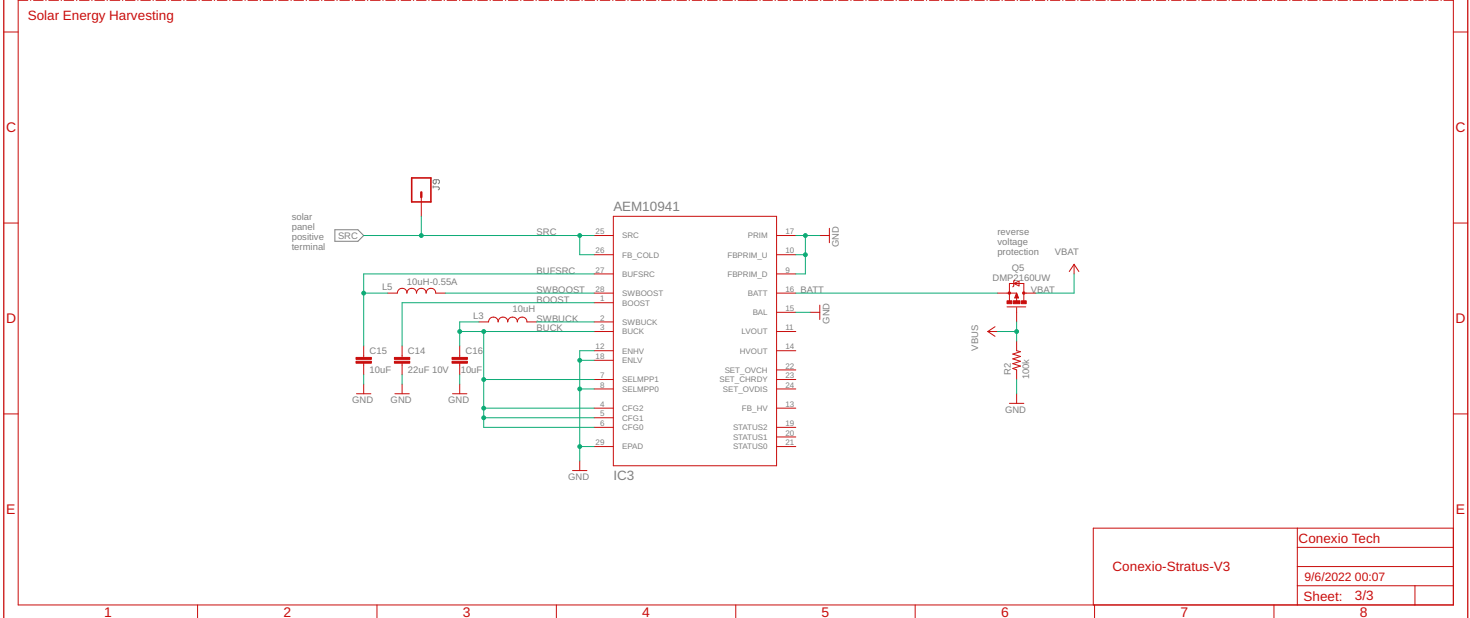 Solar Energy Harvesting
C
C
J9
AEM10941
solar
panel
positive
terminal
SRC
SRC
25
SRC
PRIM
17
GND
reverse
voltage
protection
VBAT
26
FB_COLD
FBPRIM_U
10
BUFSRC
27
BUFSRC
FBPRIM_D
9
Q5
DMP2160UW
L5
10uH-0.55A
SWBOOST
28
SWBOOST
BATT
16
BATT
VBAT
BOOST
1
BOOST
10uH
BAL
15
GND
D
L3
SWBUCK
2
SWBUCK
D
BUCK
3
BUCK
LVOUT
11
VBUS
C15
10uF
C14
22uF 10V
C16
10uF
12
ENHV
HVOUT
14
18
ENLV
R2
100k
SET_OVCH
22
7
SELMPP1
SET_CHRDY
23
8
SELMPP0
SET_OVDIS
24
GND
GND
GND
4
CFG2
FB_HV
13
GND
5
CFG1
6
CFG0
STATUS2
19
STATUS1
20
29
EPAD
STATUS0
21
GND
IC3
E
E
Conexio-Stratus-V3
Conexio Tech
9/6/2022 00:07
Sheet: 3/3
1
2
3
4
5
6
7
8